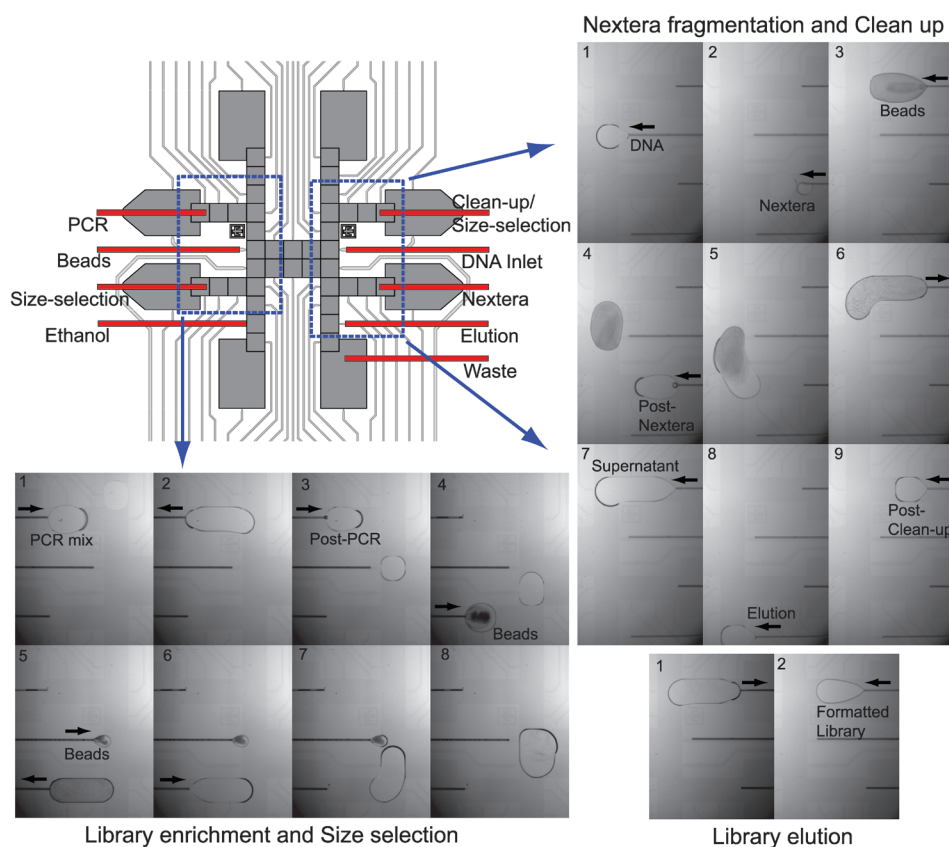 Nextera fragmentation and Clean up
1
2
3
DNA
Nextera
Beads
4
5
6
Post-
Nextera
7
8
9
Supernatant
Elution
Post-
Clean-up
PCR
Beads
Size-selection
Ethanol
Clean-up/
Size-selection
DNA Inlet
Nextera
Elution
Waste
1
2
3
4
PCR mix
Post-PCR
Beads
5
6
7
8
Beads
Library enrichment and Size selection
1
2
Formatted
Library
Library elution